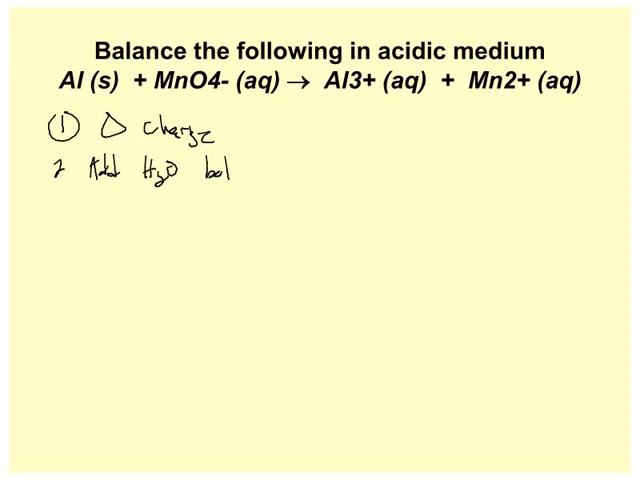 Balance the following in acidic medium
Al (s) + MnO4- (aq) → Al3+ (aq) + Mn2+ (aq)
① △ charge
2 Add H2O bal